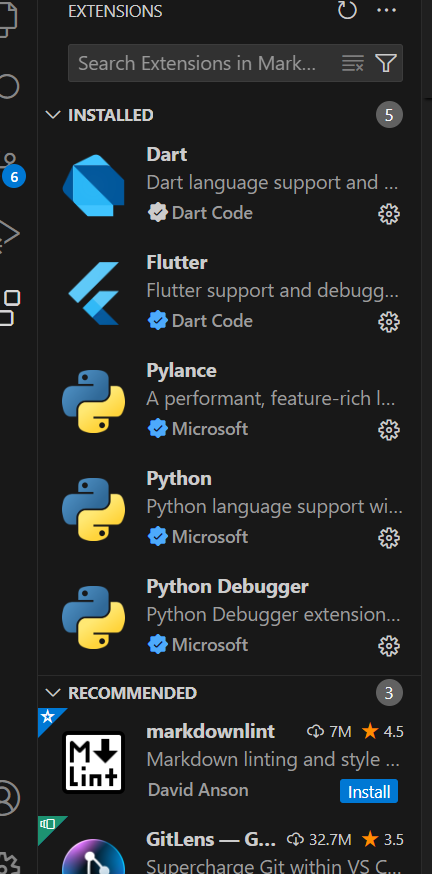 EXTENSIONS
Search Extensions in Mark...
INSTALLED 5
Dart
Dart language support and ...
Dart Code
6
Flutter
Flutter support and debugg...
Dart Code
Pylance
A performant, feature-rich l...
Microsoft
Python
Python language support wi...
Microsoft
Python Debugger
Python Debugger extension...
Microsoft
RECOMMENDED 3
markdownlint 7M 4.5
Markdown linting and style ...
M Lint
David Anson Install
GitLens — G... 32.7M 3.5
Supercharge Git within VS C...